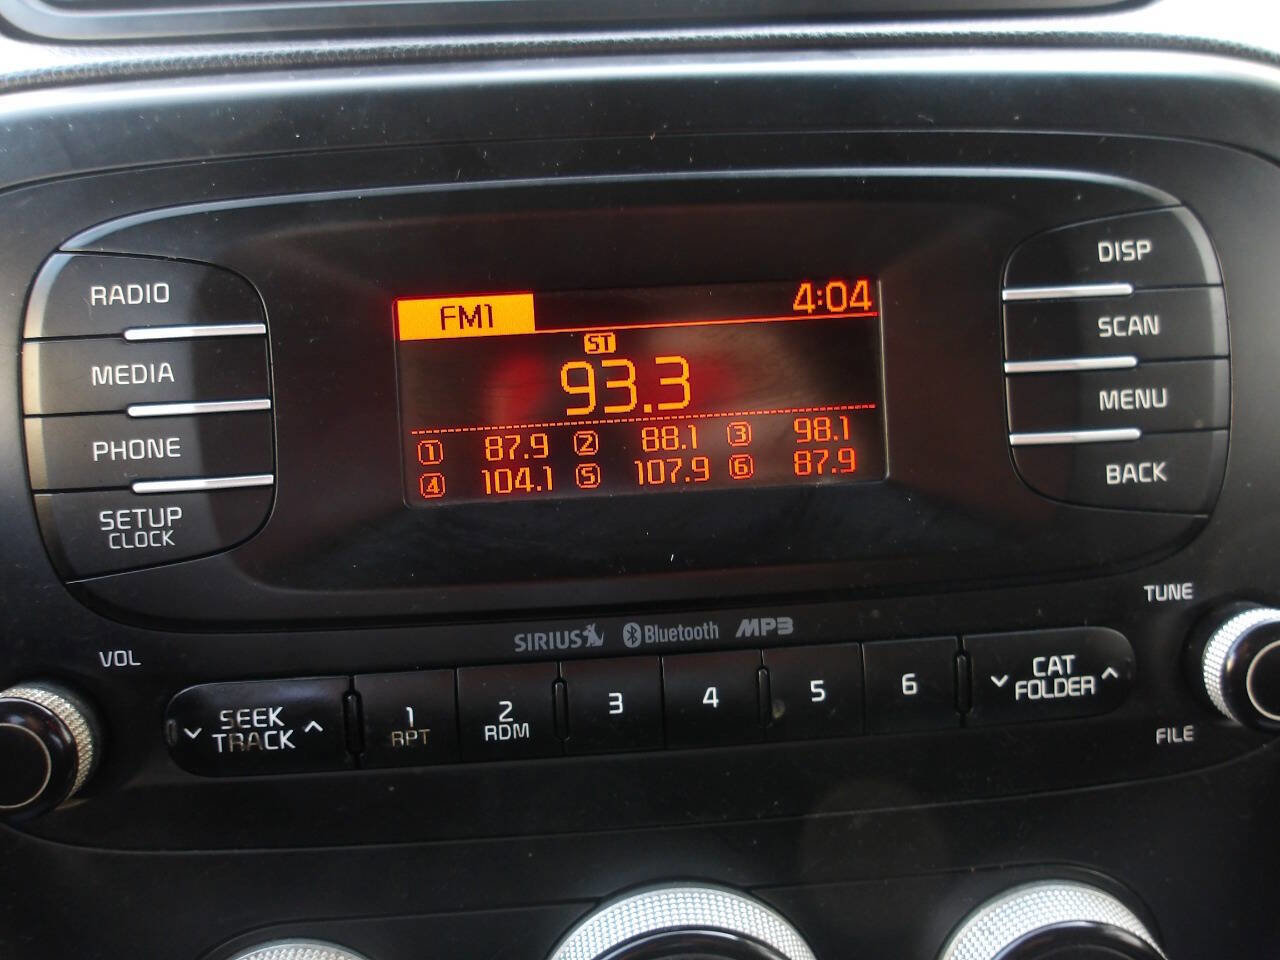 RADIO
MEDIA
PHONE
SETUP
CLOCK
FM1 4:04
ST
93.3
1 87.9 2 88.1 3 98.1
4 104.1 5 107.9 6 87.9
DISP
SCAN
MENU
BACK
SIRIUS Bluetooth MP3
VOL
SEEK
TRACK
1
RPT
2
RDM
3
4
5
6
CAT
FOLDER
TUNE
FILE